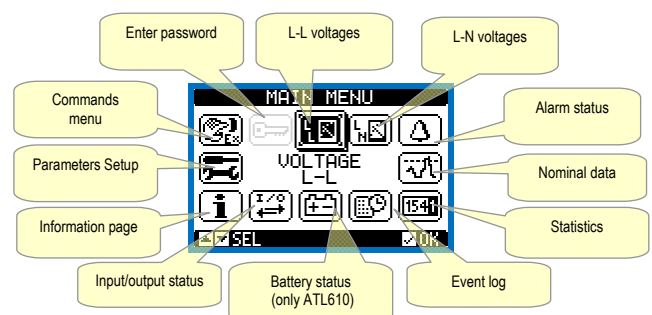 Enter password
L-L voltages
L-N voltages
Commands
menu
MAIN MENU
Alarm status
Ex
L
L
L
N
Parameters Setup
VOLTAGE
L-L
Nominal data
Information page
i
I/O
Statistics
SEL
OK
Input/output status
Battery status
(only ATL610)
Event log